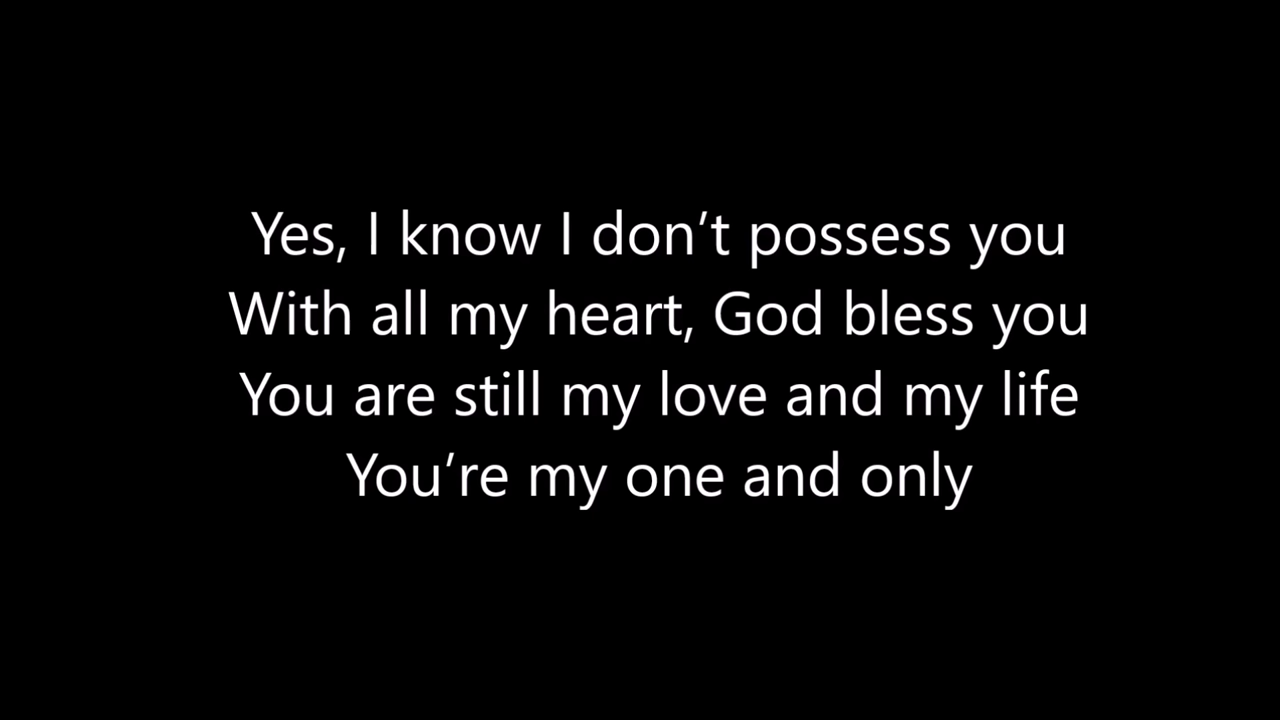 Yes, I know I don’t possess you
With all my heart, God bless you
You are still my love and my life
You’re my one and only